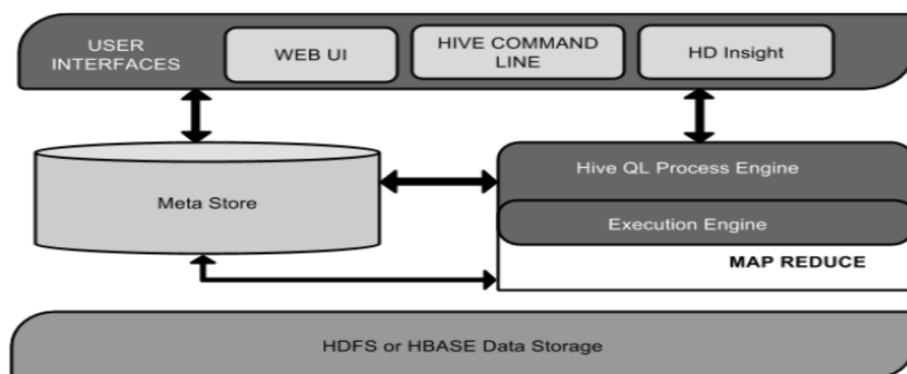 USER
INTERFACES
WEB UI
HIVE COMMAND
LINE
HD Insight
Meta Store
Hive QL Process Engine
Execution Engine
MAP REDUCE
HDFS or HBASE Data Storage